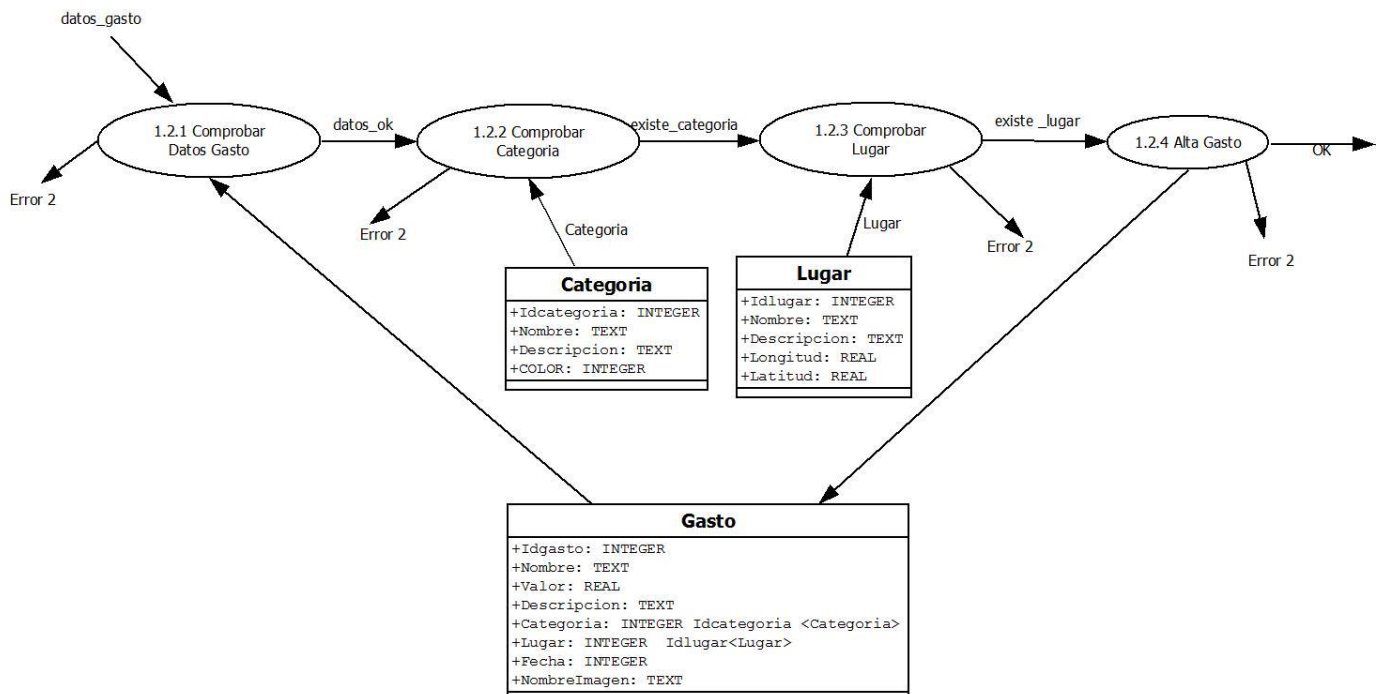 datos_gasto
1.2.1 Comprobar
Datos Gasto
datos_ok
1.2.2 Comprobar
Categoria
existe_categoria
1.2.3 Comprobar
Lugar
existe _lugar
1.2.4 Alta Gasto
OK
Error 2
Error 2
Categoria
Lugar
Error 2
Error 2
Categoria
+Idcategoria: INTEGER
+Nombre: TEXT
+Descripcion: TEXT
+COLOR: INTEGER
Lugar
+Idlugar: INTEGER
+Nombre: TEXT
+Descripcion: TEXT
+Longitud: REAL
+Latitud: REAL
Gasto
+Idgasto: INTEGER
+Nombre: TEXT
+Valor: REAL
+Descripcion: TEXT
+Categoria: INTEGER Idcategoria <Categoria>
+Lugar: INTEGER  Idlugar<Lugar>
+Fecha: INTEGER
+NombreImagen: TEXT